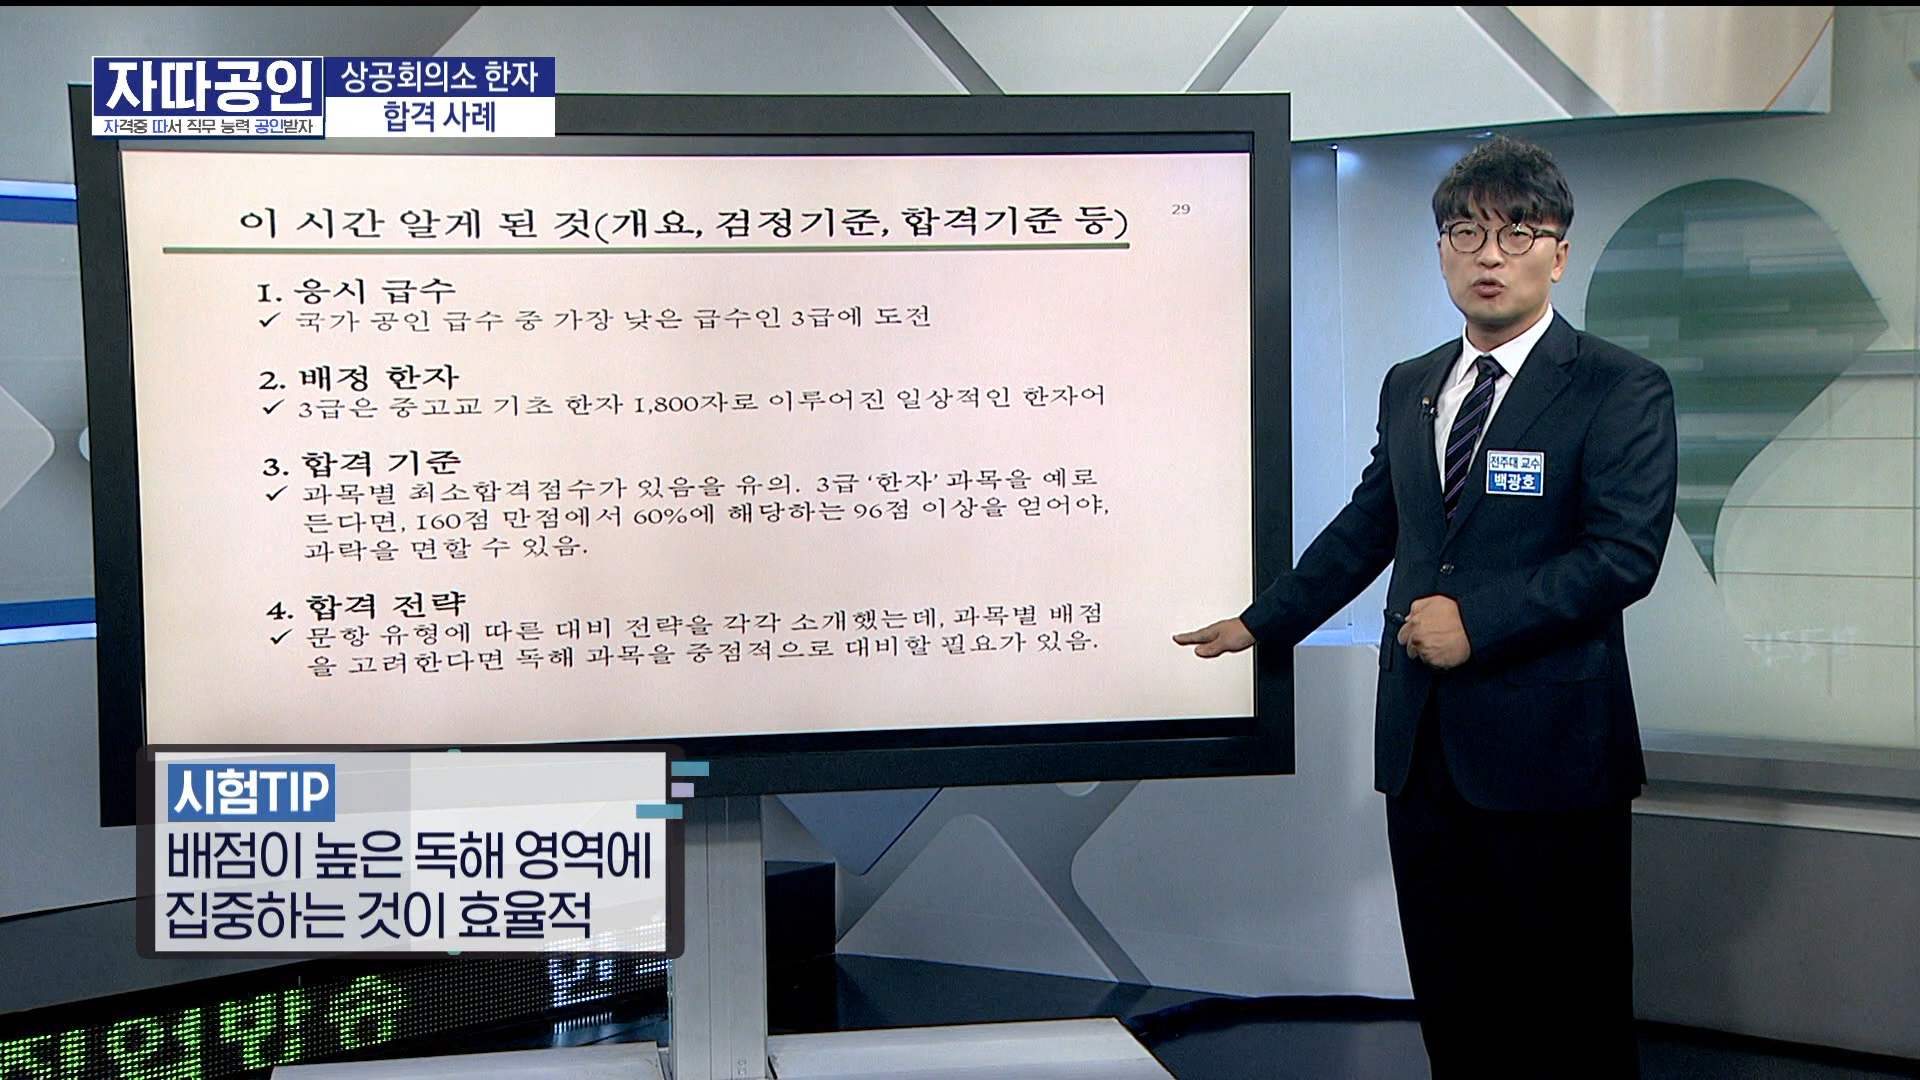 자따공인
자격증 따서 직무 능력 공인받자
상공회의소 한자
합격 사례
이 시간 알게 된 것(개요, 검정기준, 합격기준 등)
29
1. 응시 급수
✓ 국가 공인 급수 중 가장 낮은 급수인 3급에 도전
2. 배정 한자
✓ 3급은 중고교 기초 한자 1,800자로 이루어진 일상적인 한자어
3. 합격 기준
✓ 과목별 최소합격점수가 있음을 유의. 3급 ‘한자’ 과목을 예로
든다면, 160점 만점에서 60%에 해당하는 96점 이상을 얻어야,
과락을 면할 수 있음.
4. 합격 전략
✓ 문항 유형에 따른 대비 전략을 각각 소개했는데, 과목별 배점
을 고려한다면 독해 과목을 중점적으로 대비할 필요가 있음.
전주대 교수
백광호
시험TIP
배점이 높은 독해 영역에
집중하는 것이 효율적
직업방송